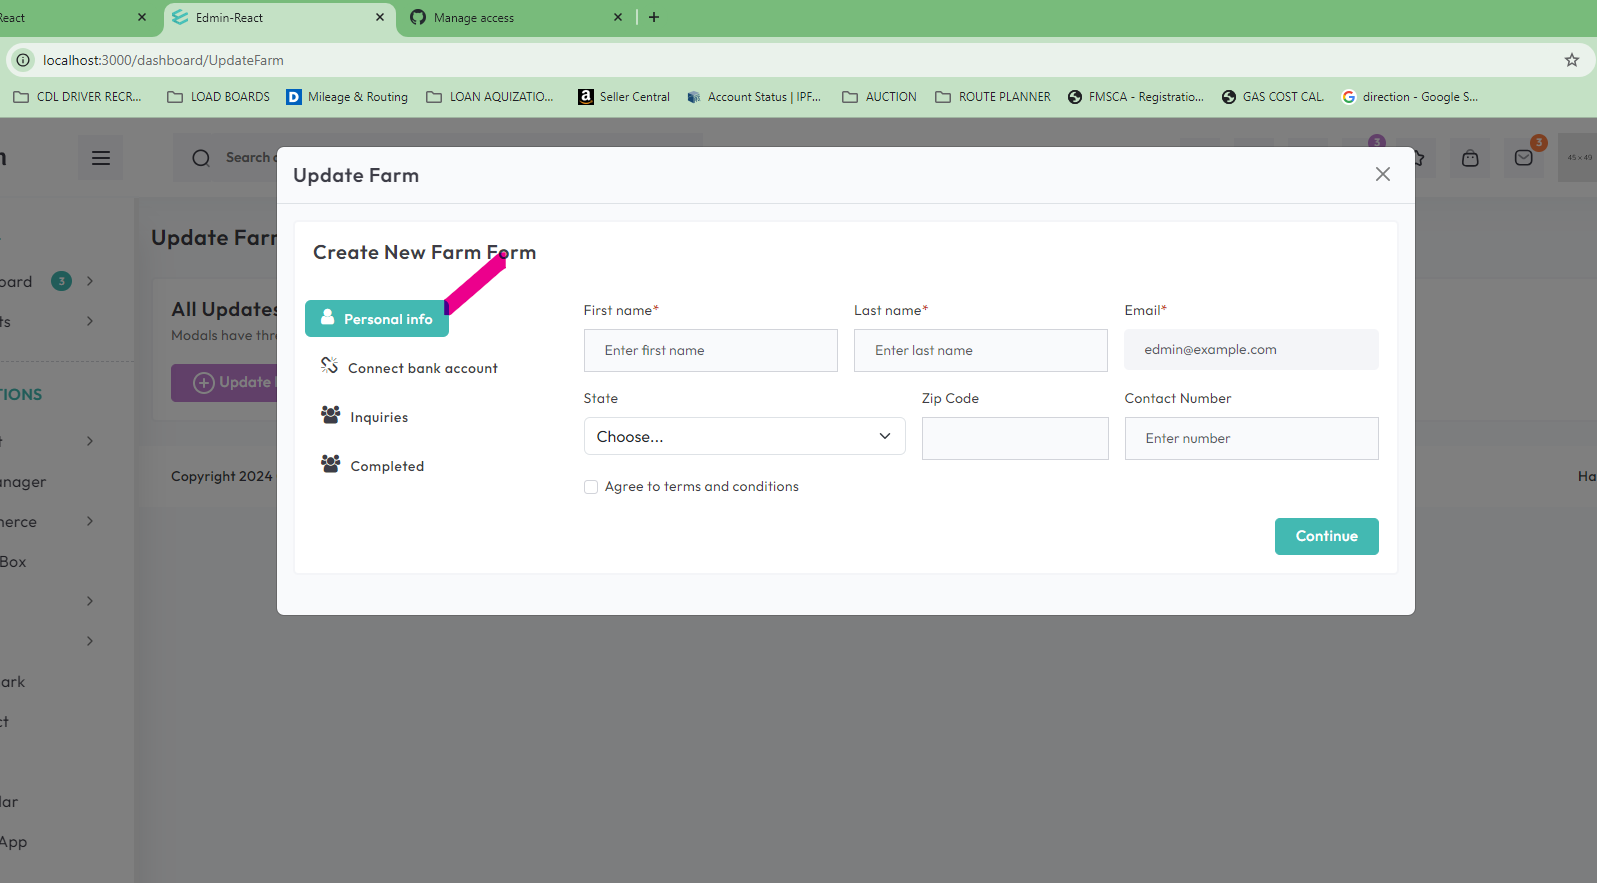 React
Edmin-React
Manage access
localhost:3000/dashboard/UpdateFarm
CDL DRIVER RECR...
LOAD BOARDS
D Mileage & Routing
LOAN AQUIZATIO...
a Seller Central
Account Status | IPF...
AUCTION
ROUTE PLANNER
FMSCA - Registratio...
GAS COST CAL.
G direction - Google S...
Search
3
3
45 x 40
Update Farm
Create New Farm Form
Personal info
Connect bank account
Inquiries
Completed
First name*
Enter first name
Last name*
Enter last name
Email*
edmin@example.com
State
Choose...
Zip Code
Contact Number
Enter number
Agree to terms and conditions
Continue
Update Farm
All Updates
Modals have thre
Update
Copyright 2024
Ha
oard 3
ts
TIONS
t
nager
nerce
Box
ark
ct
lar
App